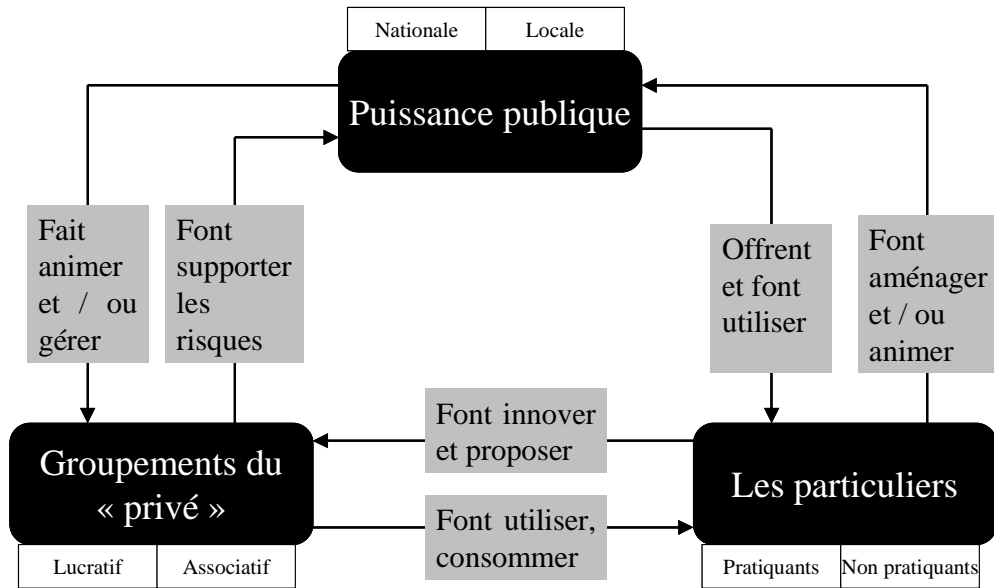 Nationale Locale
Puissance publique
Fait
animer
et / ou
gérer
Font
supporter
les
risques
Offrent
et font
utiliser
Font
aménager
et / ou
animer
Font innover
et proposer
Groupements du
« privé »
Les particuliers
Font utiliser,
consommer
Lucratif Associatif
Pratiquants Non pratiquants